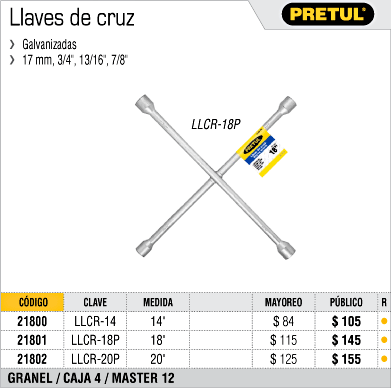 Llaves de cruz
PRETUL®
Galvanizadas
17 mm, 3/4", 13/16", 7/8"
LLCR-18P
PRETUL
18"
CÓDIGO CLAVE MEDIDA MAYOREO PÚBLICO R
21800 LLCR-14 14" $ 84 $ 105
21801 LLCR-18P 18" $ 115 $ 145
21802 LLCR-20P 20" $ 125 $ 155
GRANEL / CAJA 4 / MASTER 12